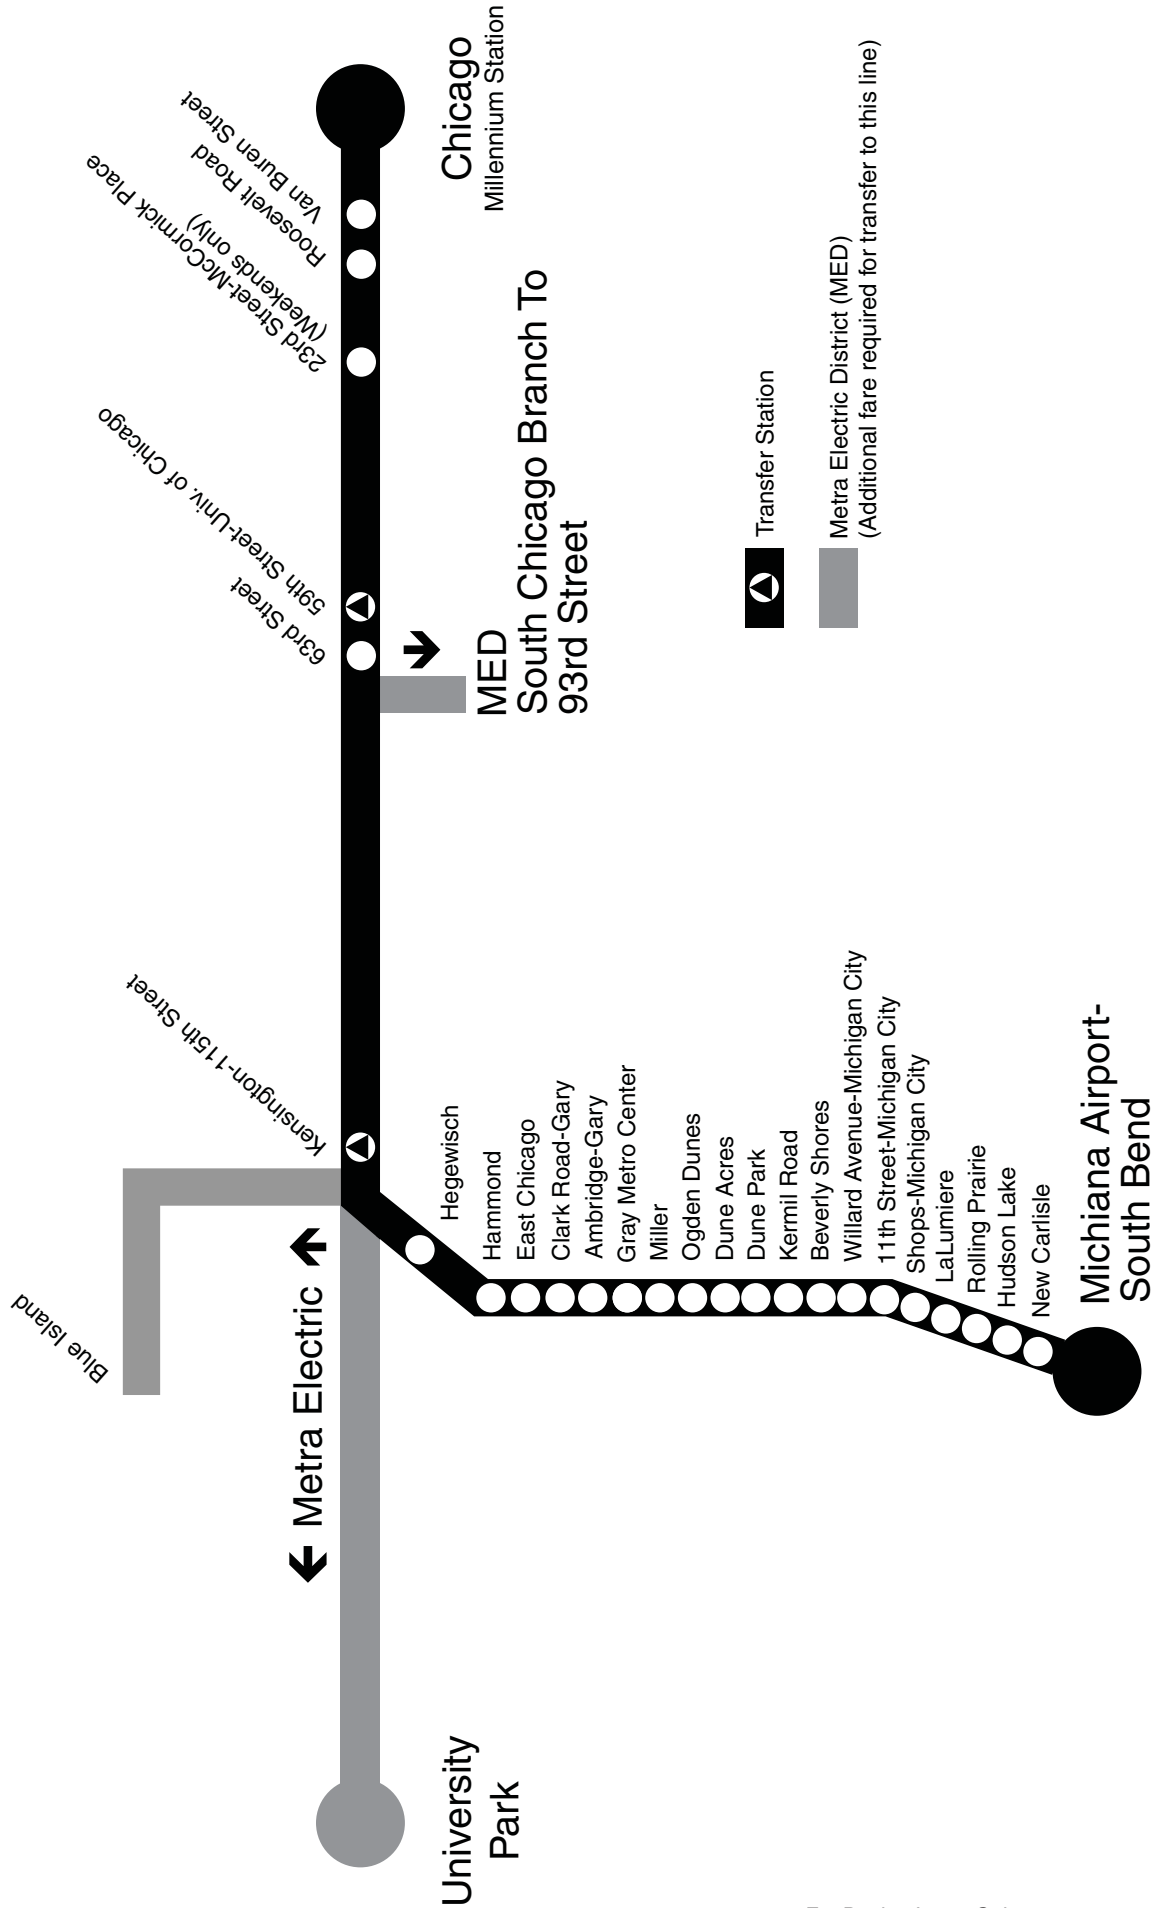 Chicago
Millennium Station
Van Buren Street
Roosevelt Road
23rd Street-McCormick Place
(Weekends only)
59th Street-Univ. of Chicago
63rd Street
MED
South Chicago Branch To
93rd Street
Kensington-115th Street
Blue Island
Metra Electric
University
Park
Hegewisch
Hammond
East Chicago
Clark Road-Gary
Ambridge-Gary
Gray Metro Center
Miller
Ogden Dunes
Dune Acres
Dune Park
Kermil Road
Beverly Shores
Willard Avenue-Michigan City
11th Street-Michigan City
Shops-Michigan City
LaLumiere
Rolling Prairie
Hudson Lake
New Carlisle
Michiana Airport-
South Bend
Transfer Station
Metra Electric District (MED)
(Additional fare required for transfer to this line)